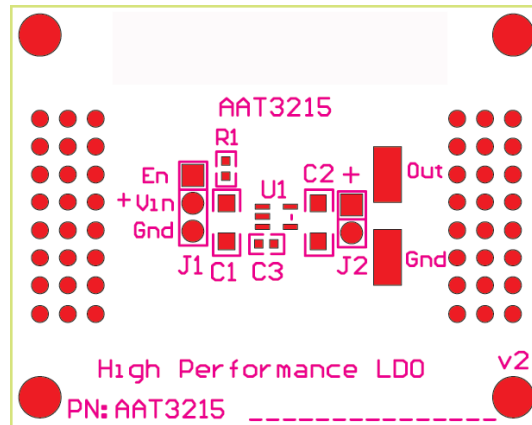 AAT3215
R1
En
C2 +
Out
U1
+ Vin
Gnd
Gnd
J1
C1
C3
J2
High Performance LDO
v2
PN: AAT3215 _______________